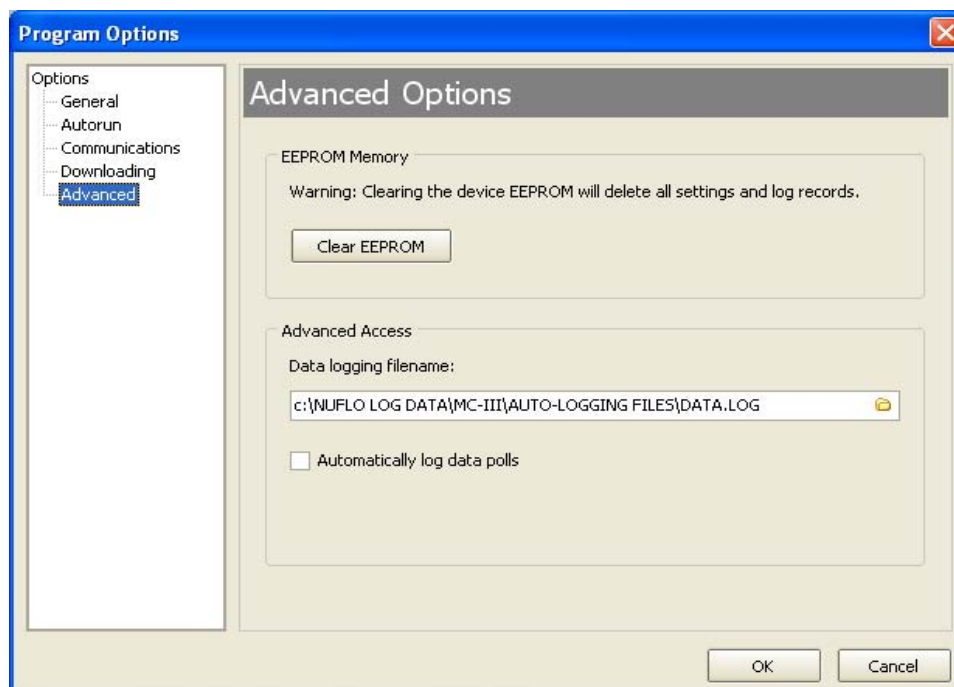 Program Options
Options
General
Autorun
Communications
Downloading
Advanced
Advanced Options
EEPROM Memory
Warning: Clearing the device EEPROM will delete all settings and log records.
Clear EEPROM
Advanced Access
Data logging filename:
c:\NUFLO LOG DATA\MC-III\AUTO-LOGGING FILES\DATA.LOG
Automatically log data polls
OK
Cancel